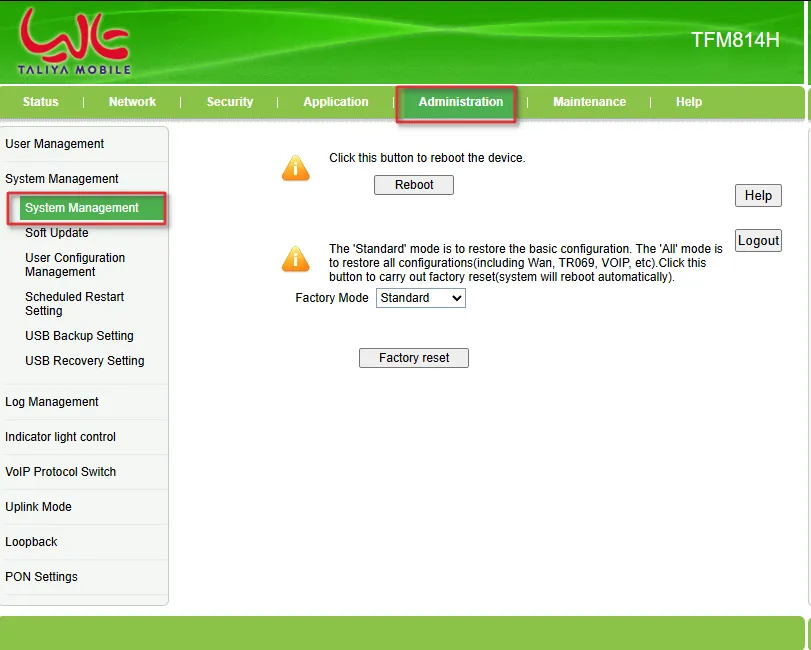 TALIYA MOBILE
TFM814H
Status | Network | Security | Application | Administration | Maintenance | Help
User Management
System Management
System Management
Soft Update
User Configuration
Management
Scheduled Restart
Setting
USB Backup Setting
USB Recovery Setting
Log Management
Indicator light control
VoIP Protocol Switch
Uplink Mode
Loopback
PON Settings
Click this button to reboot the device.
Reboot
The 'Standard' mode is to restore the basic configuration. The 'All' mode is
to restore all configurations(including Wan, TR069, VOIP, etc).Click this
button to carry out factory reset(system will reboot automatically).
Factory Mode Standard
Factory reset
Help
Logout